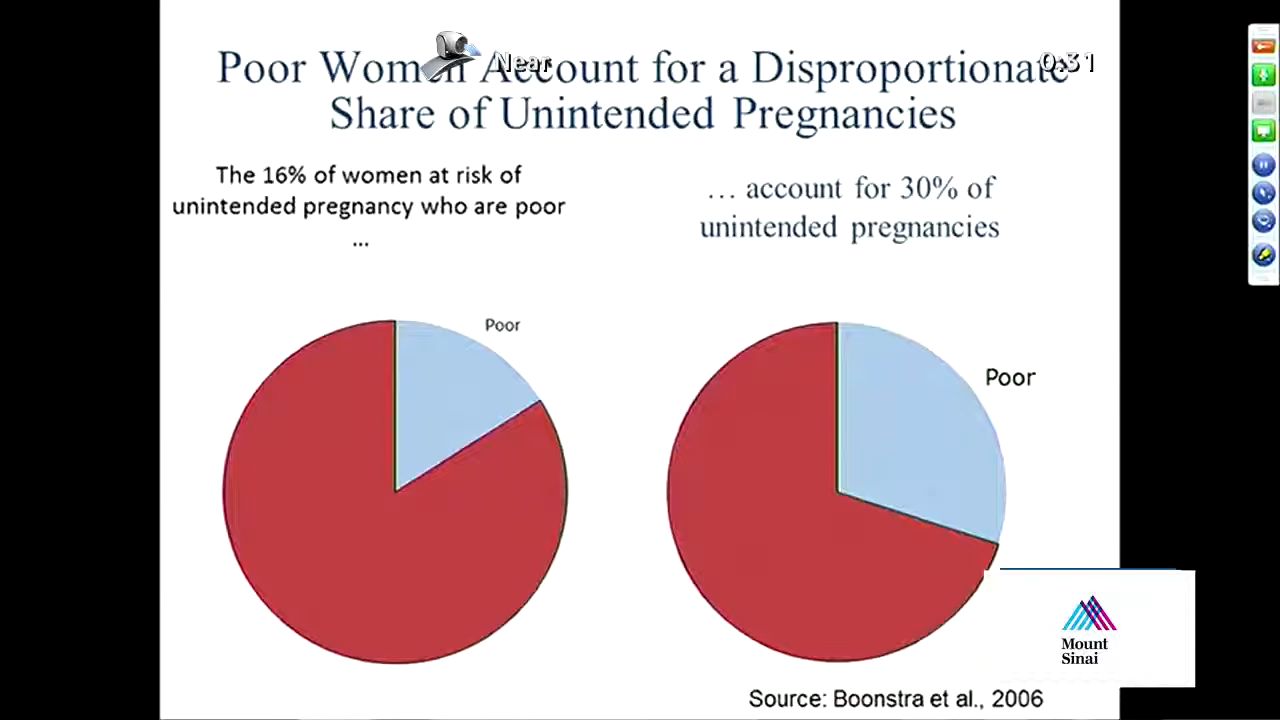 Poor Women Account for a Disproportionate
Near
0:31
Share of Unintended Pregnancies
The 16% of women at risk of
unintended pregnancy who are poor
...
... account for 30% of
unintended pregnancies
Poor
Poor
Mount
Sinai
Source: Boonstra et al., 2006